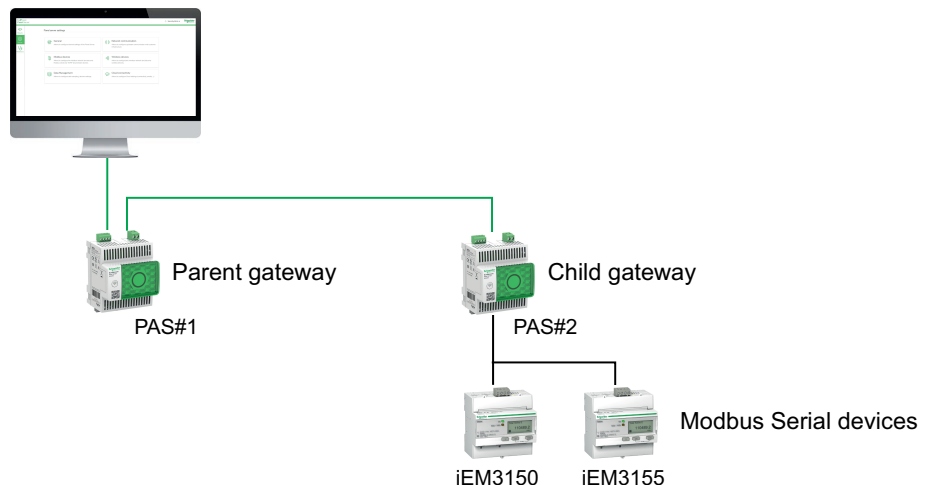 Parent gateway
Child gateway
PAS#1
PAS#2
Modbus Serial devices
iEM3150
iEM3155